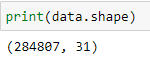 print(data.shape)
(284807, 31)